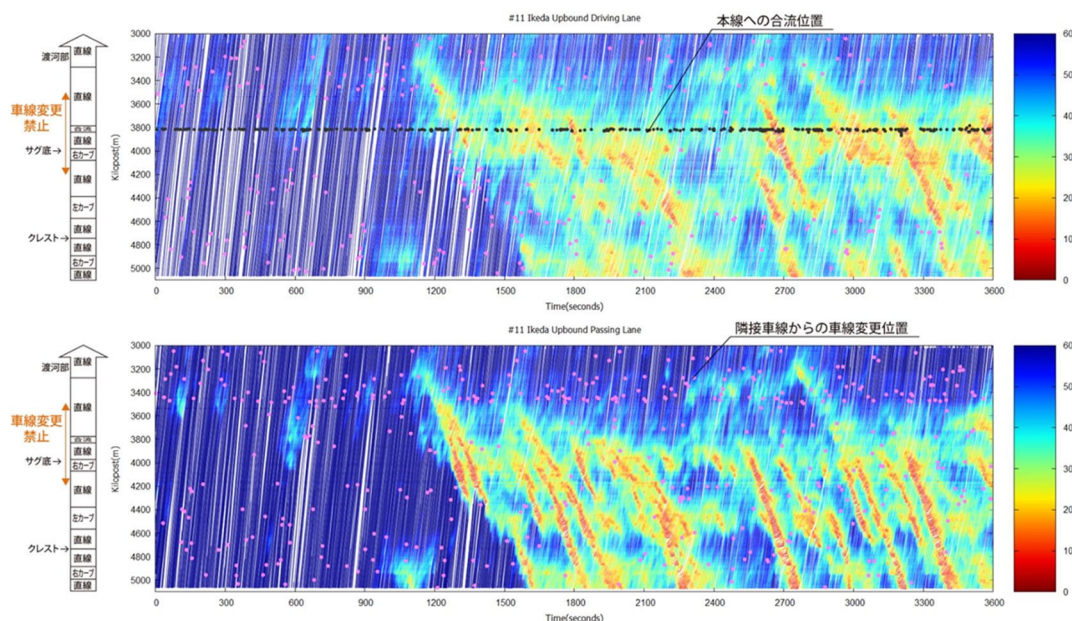 #11 Ikeda Upbound Driving Lane
本線への合流位置
渡河部
直線
直線
車線変更
禁止
合流
直線
サグ底→
右カーブ
直線
左カーブ
直線
クレスト→
直線
左カーブ
直線
Kilopost(m)
3000
3200
3400
3600
3800
4000
4200
4400
4600
4800
5000
0 300 600 900 1200 1500 1800 2100 2400 2700 3000 3300 3600
Time(seconds)
60
50
40
30
20
10
0
#11 Ikeda Upbound Passing Lane
隣接車線からの車線変更位置
渡河部
直線
直線
車線変更
禁止
合流
直線
サグ底→
右カーブ
直線
左カーブ
直線
クレスト→
直線
右カーブ
直線
Kilopost(m)
3000
3200
3400
3600
3800
4000
4200
4400
4600
4800
5000
0 300 600 900 1200 1500 1800 2100 2400 2700 3000 3300 3600
Time(seconds)
60
50
40
30
20
10
0